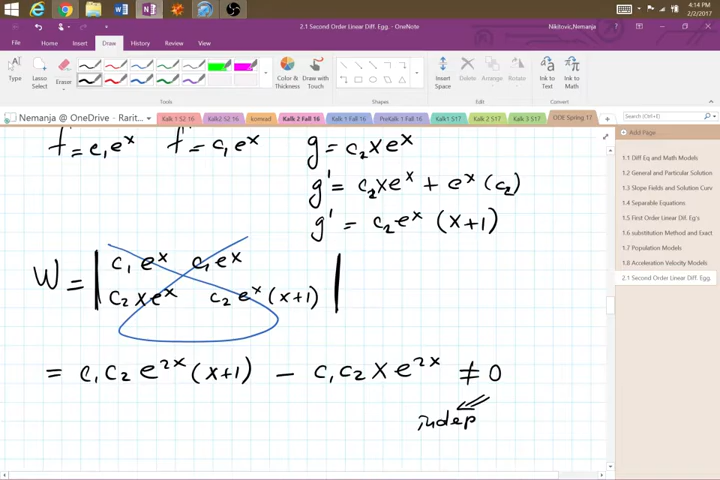 4:14 PM
2/2/2017
2.1 Second Order Linear Diff. Egg. - OneNote
Nikitovic, Nemanja
File Home Insert Draw History Review View
Type
Lasso Select
Eraser
Color & Thickness
Draw with Touch
Insert Space
Delete
Arrange
Rotate
Ink to Text
Ink to Math
Tools
Shapes
Edit
Convert
Nemanja @ OneDrive - Rarit...
Kalk 1 S2 16
Kalk2 S2 16
komrad
Kalk 2 Fall 16
Kalk 1 Fall 16
PreKalk 1 Fall 16
Kalk1 S17
Kalk 2 S17
Kalk 3 S17
ODE Spring 17
Search (Ctrl+E)
Add Page
1.1 Diff Eq and Math Models
1.2 General and Particular Solution
1.3 Slope Fields and Solution Curv
1.4 Separable Equations
1.5 First Order Linear Diff. Eg's
1.6 substitution Method and Exact
1.7 Population Models
1.8 Acceleration Velocity Models
2.1 Second Order Linear Diff. Egg.
f = c₁eˣ f' = c₁eˣ g = c₂xeˣ
g' = c₂xeˣ + eˣ(c₂)
g' = c₂eˣ (x+1)
W = | c₁eˣ c₁eˣ |
c₂xeˣ c₂eˣ(x+1)
= c₁c₂e²ˣ(x+1) - c₁c₂xe²ˣ ≠ 0
indep